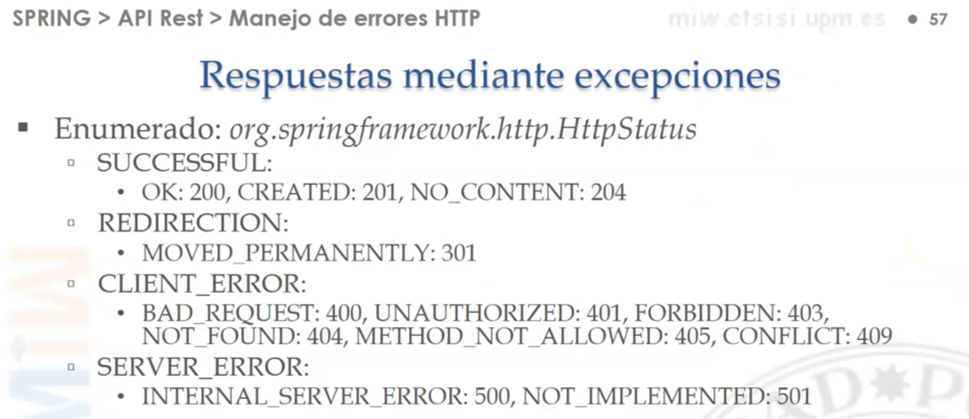 SPRING > API Rest > Manejo de errores HTTP
miw.etsisi.upm.es • 57
Respuestas mediante excepciones
▪ Enumerado: org.springframework.http.HttpStatus
▫ SUCCESSFUL:
• OK: 200, CREATED: 201, NO_CONTENT: 204
▫ REDIRECTION:
• MOVED_PERMANENTLY: 301
▫ CLIENT_ERROR:
• BAD_REQUEST: 400, UNAUTHORIZED: 401, FORBIDDEN: 403,
NOT_FOUND: 404, METHOD_NOT_ALLOWED: 405, CONFLICT: 409
▫ SERVER_ERROR:
• INTERNAL_SERVER_ERROR: 500, NOT_IMPLEMENTED: 501